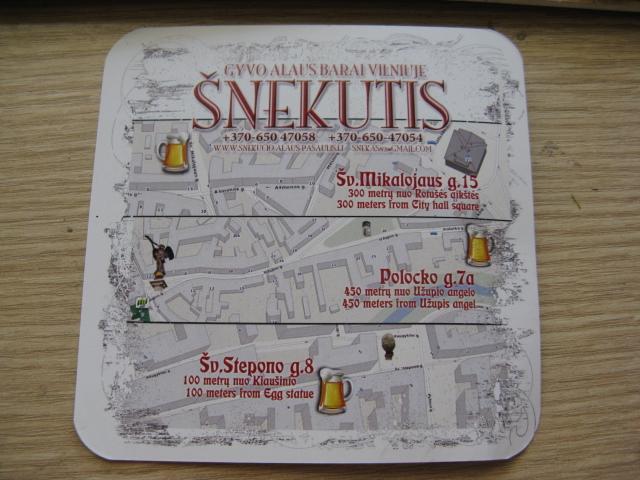 GYVO ALAUS BARAI VILNIUJE
ŠNEKUTIS
+370-650 47058 +370-650-47054
Šv.Mikalojaus g.15
300 metrų nuo Rotušės aikštės
300 meters from City hall square
Polocko g.7a
450 metrų nuo Užupio angelo
450 meters from Užupis angel
Šv.Stepono g.8
100 metrų nuo Kiaušinio
100 meters from Egg statue